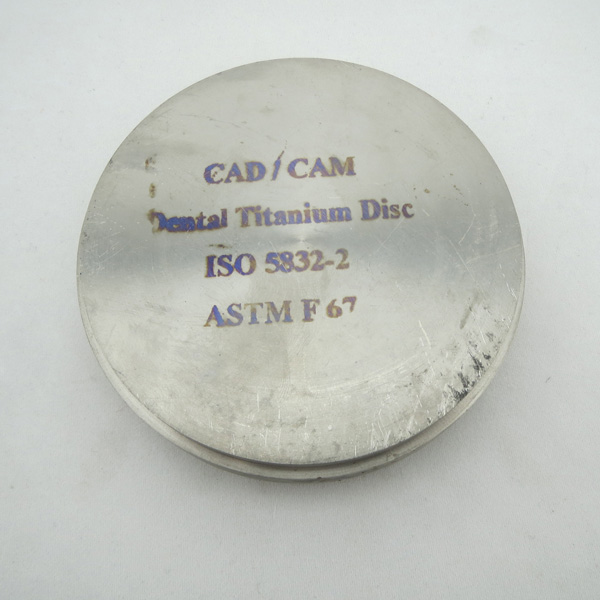 CAD / CAM
Dental Titanium Disc
ISO 5832-2
ASTM F 67